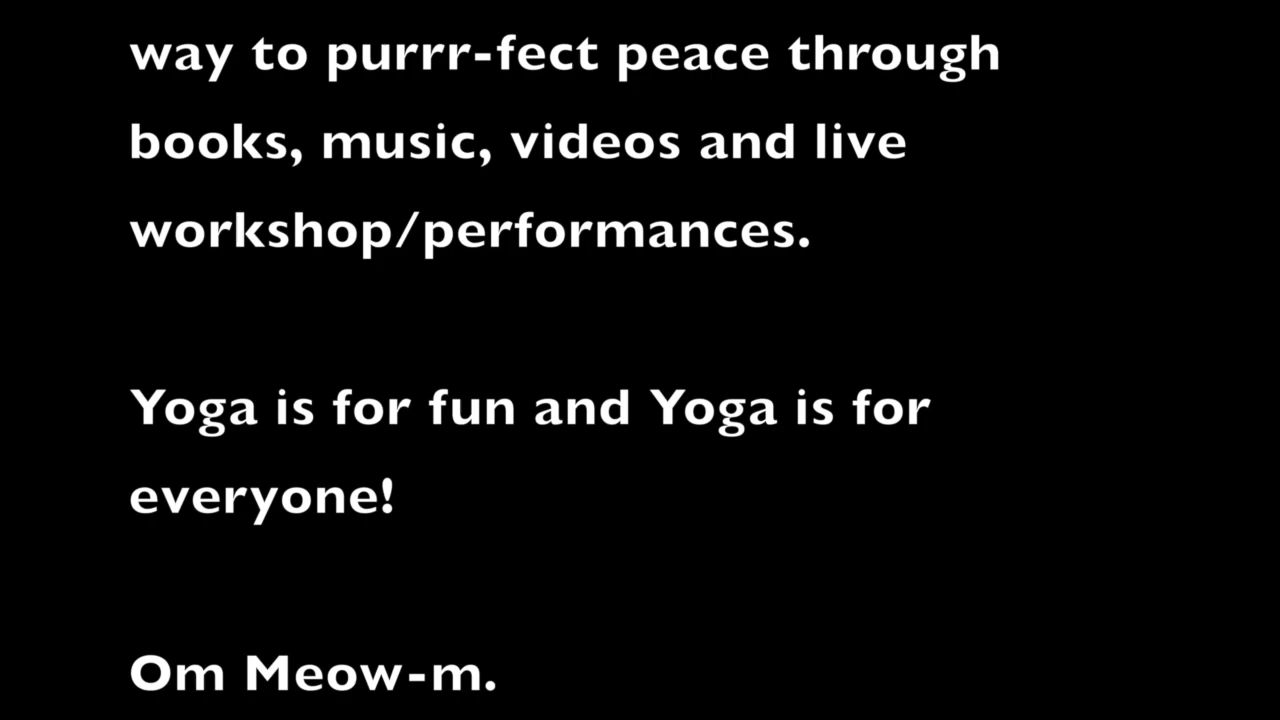 way to purrr-fect peace through
books, music, videos and live
workshop/performances.
Yoga is for fun and Yoga is for
everyone!
Om Meow-m.